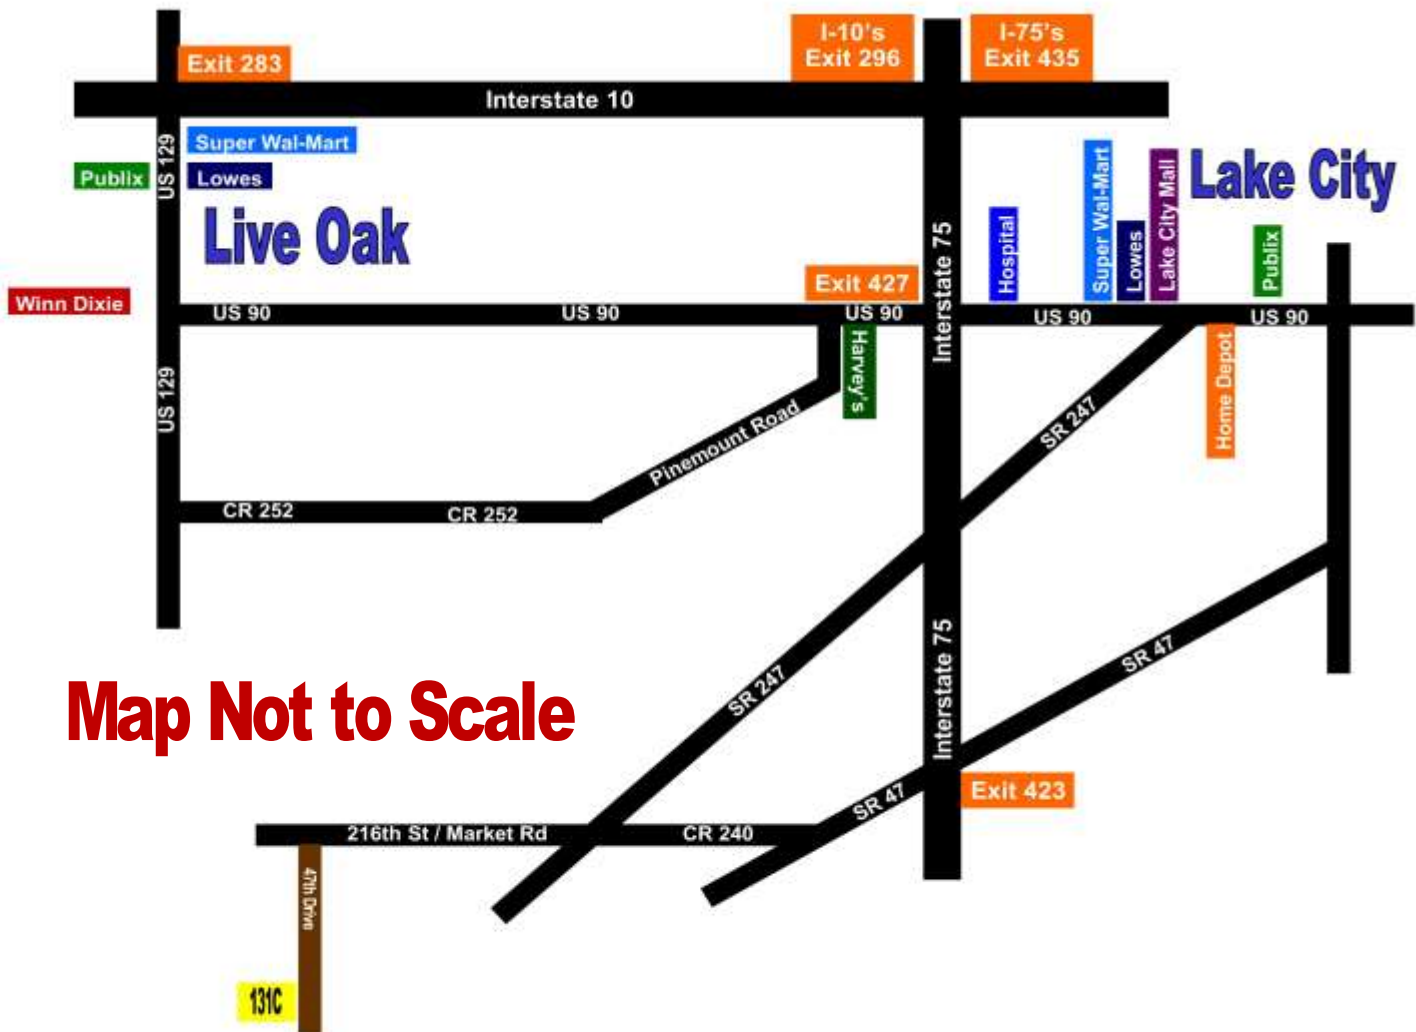 I-10's
Exit 296
I-75's
Exit 435
Exit 283
Interstate 10
US 129
Super Wal-Mart
Publix
Lowes
Live Oak
Lake City
Hospital
Super Wal-Mart
Lowes
Lake City Mall
Publix
Interstate 75
Exit 427
Winn Dixie
US 90
US 90
US 90
US 90
US 90
US 129
Harvey's
Home Depot
Pinemount Road
SR 247
CR 252
CR 252
SR 247
Interstate 75
SR 47
Map Not to Scale
Exit 423
SR 47
216th St / Market Rd
CR 240
47th Drive
131C